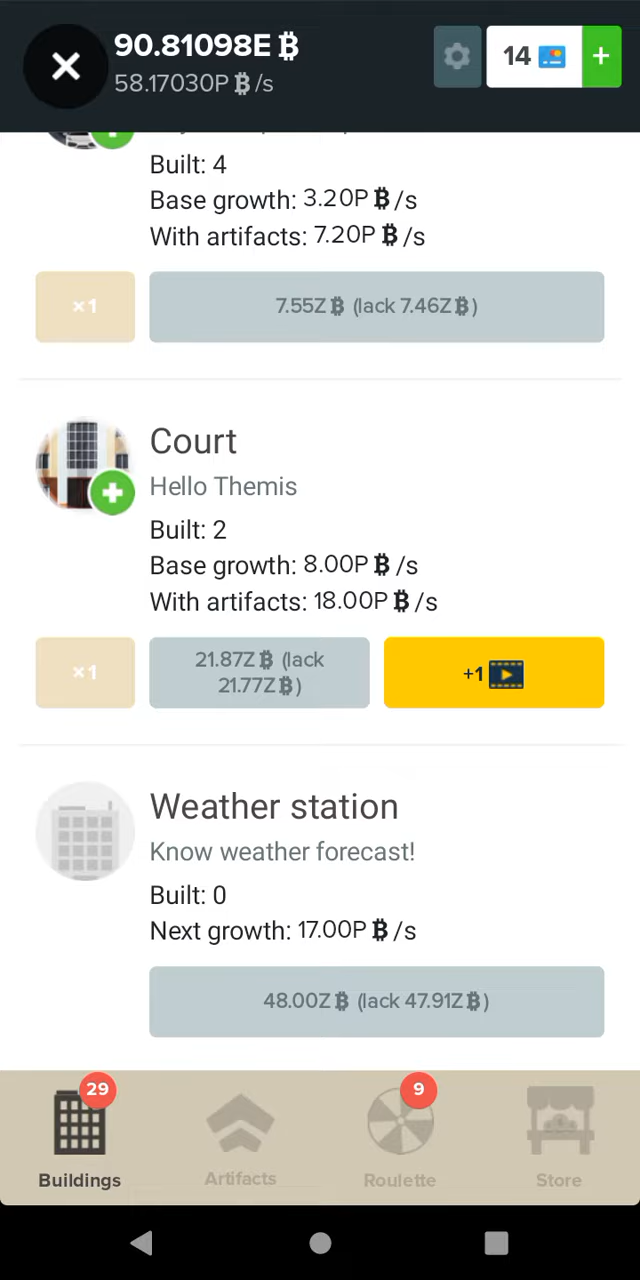 90.81098E ₿
58.17030P ₿/s
14
+
Built: 4
Base growth: 3.20P ₿/s
With artifacts: 7.20P ₿/s
×1
7.55Z₿ (lack 7.46Z₿)
Court
Hello Themis
Built: 2
Base growth: 8.00P ₿/s
With artifacts: 18.00P ₿/s
×1
21.87Z₿ (lack
21.77Z₿)
+1
Weather station
Know weather forecast!
Built: 0
Next growth: 17.00P ₿/s
48.00Z₿ (lack 47.91Z₿)
29
9
Buildings
Artifacts
Roulette
Store